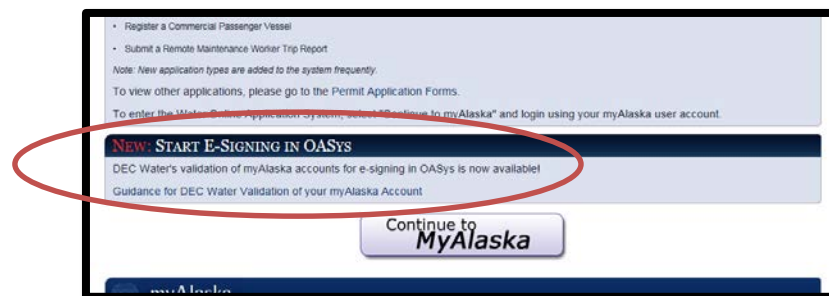 • Register a Commercial Passenger Vessel
• Submit a Remote Maintenance Worker Trip Report
Note: New application types are added to the system frequently.
To view other applications, please go to the Permit Application Forms.
To enter the Water Online Application System, select "Continue to myAlaska" and login using your myAlaska user account.
NEW: START E-SIGNING IN OASYS
DEC Water's validation of myAlaska accounts for e-signing in OASys is now available!
Guidance for DEC Water Validation of your myAlaska Account
Continue to
MyAlaska
myAlaska